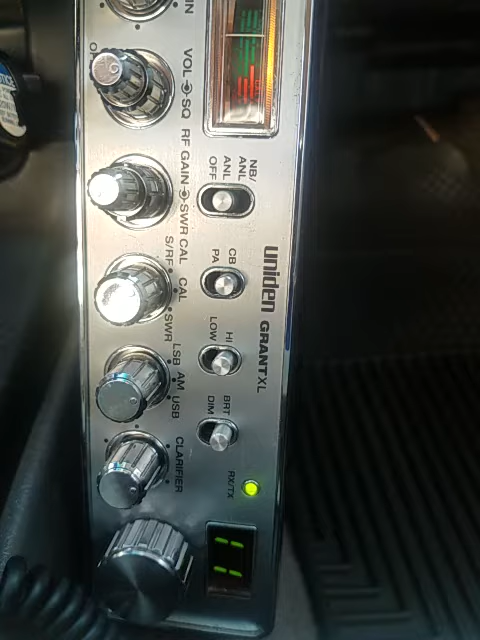 VOL SQ
RF GAIN SWR CAL
S/RF CAL SWR
LSB AM USB
CLARIFIER
NB/
ANL ANL
OFF
CB
PA
HI
LOW
BRT
DIM
RX/TX
uniden GRANT XL
11